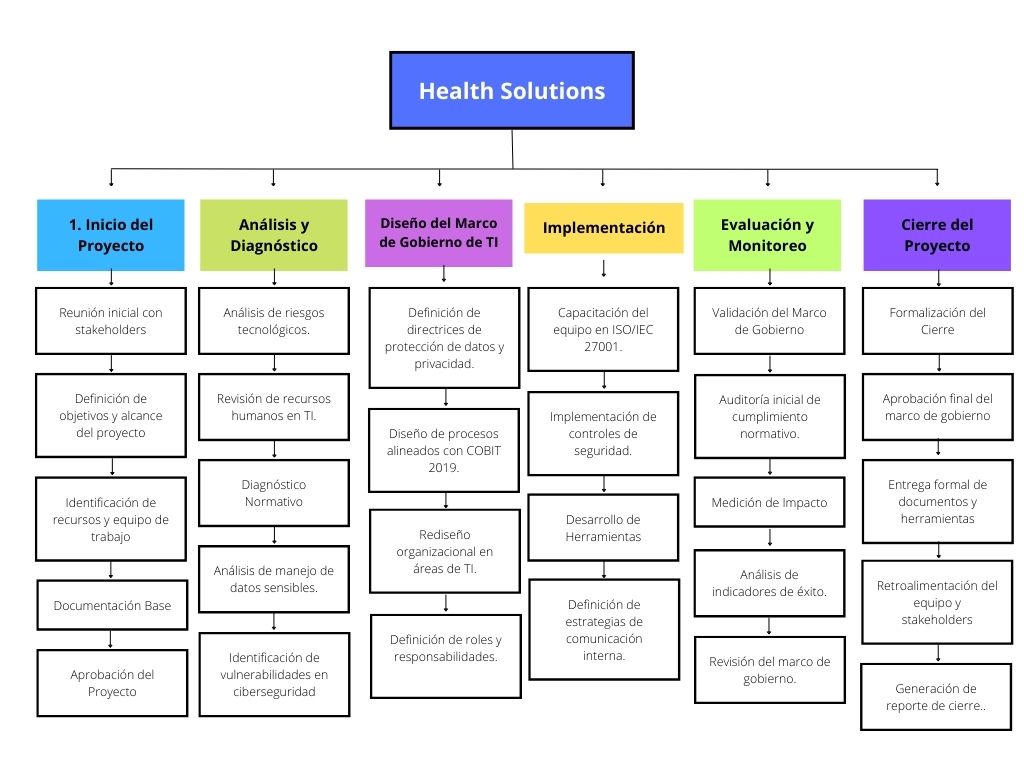 Health Solutions
1. Inicio del
Proyecto
Reunión inicial con
stakeholders
Definición de
objetivos y alcance
del proyecto
Identificación de
recursos y equipo de
trabajo
Documentación Base
Aprobación del
Proyecto
Análisis y
Diagnóstico
Análisis de riesgos
tecnológicos.
Revisión de recursos
humanos en TI.
Diagnóstico
Normativo
Análisis de manejo de
datos sensibles.
Identificación de
vulnerabilidades en
ciberseguridad
Diseño del Marco
de Gobierno de TI
Definición de
directrices de
protección de datos y
privacidad.
Diseño de procesos
alineados con COBIT
2019.
Rediseño
organizacional en
áreas de TI.
Definición de roles y
responsabilidades.
Implementación
Capacitación del
equipo en ISO/IEC
27001.
Implementación de
controles de
seguridad.
Desarrollo de
Herramientas
Definición de
estrategias de
comunicación
interna.
Evaluación y
Monitoreo
Validación del Marco
de Gobierno
Auditoría inicial de
cumplimiento
normativo.
Medición de Impacto
Análisis de
indicadores de éxito.
Revisión del marco de
gobierno.
Cierre del
Proyecto
Formalización del
Cierre
Aprobación final del
marco de gobierno
Entrega formal de
documentos y
herramientas
Retroalimentación del
equipo y
stakeholders
Generación de
reporte de cierre..